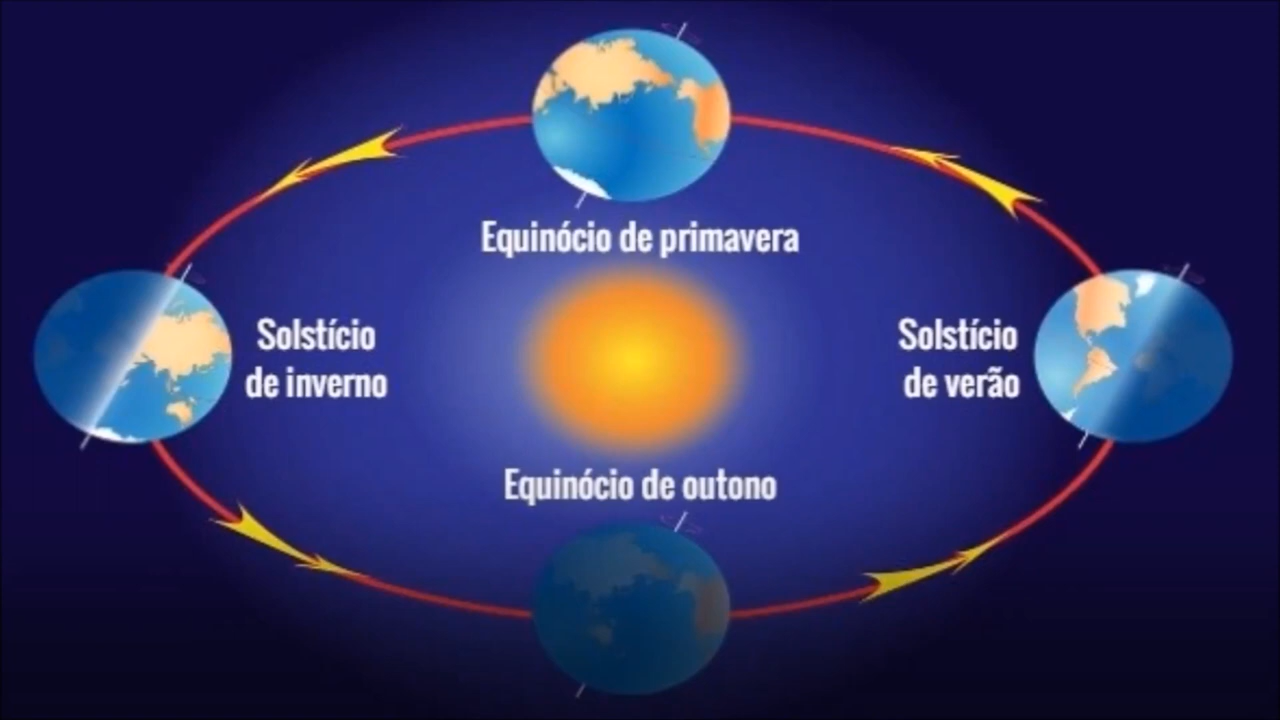 Equinócio de primavera
Solstício
de inverno
Solstício
de verão
Equinócio de outono